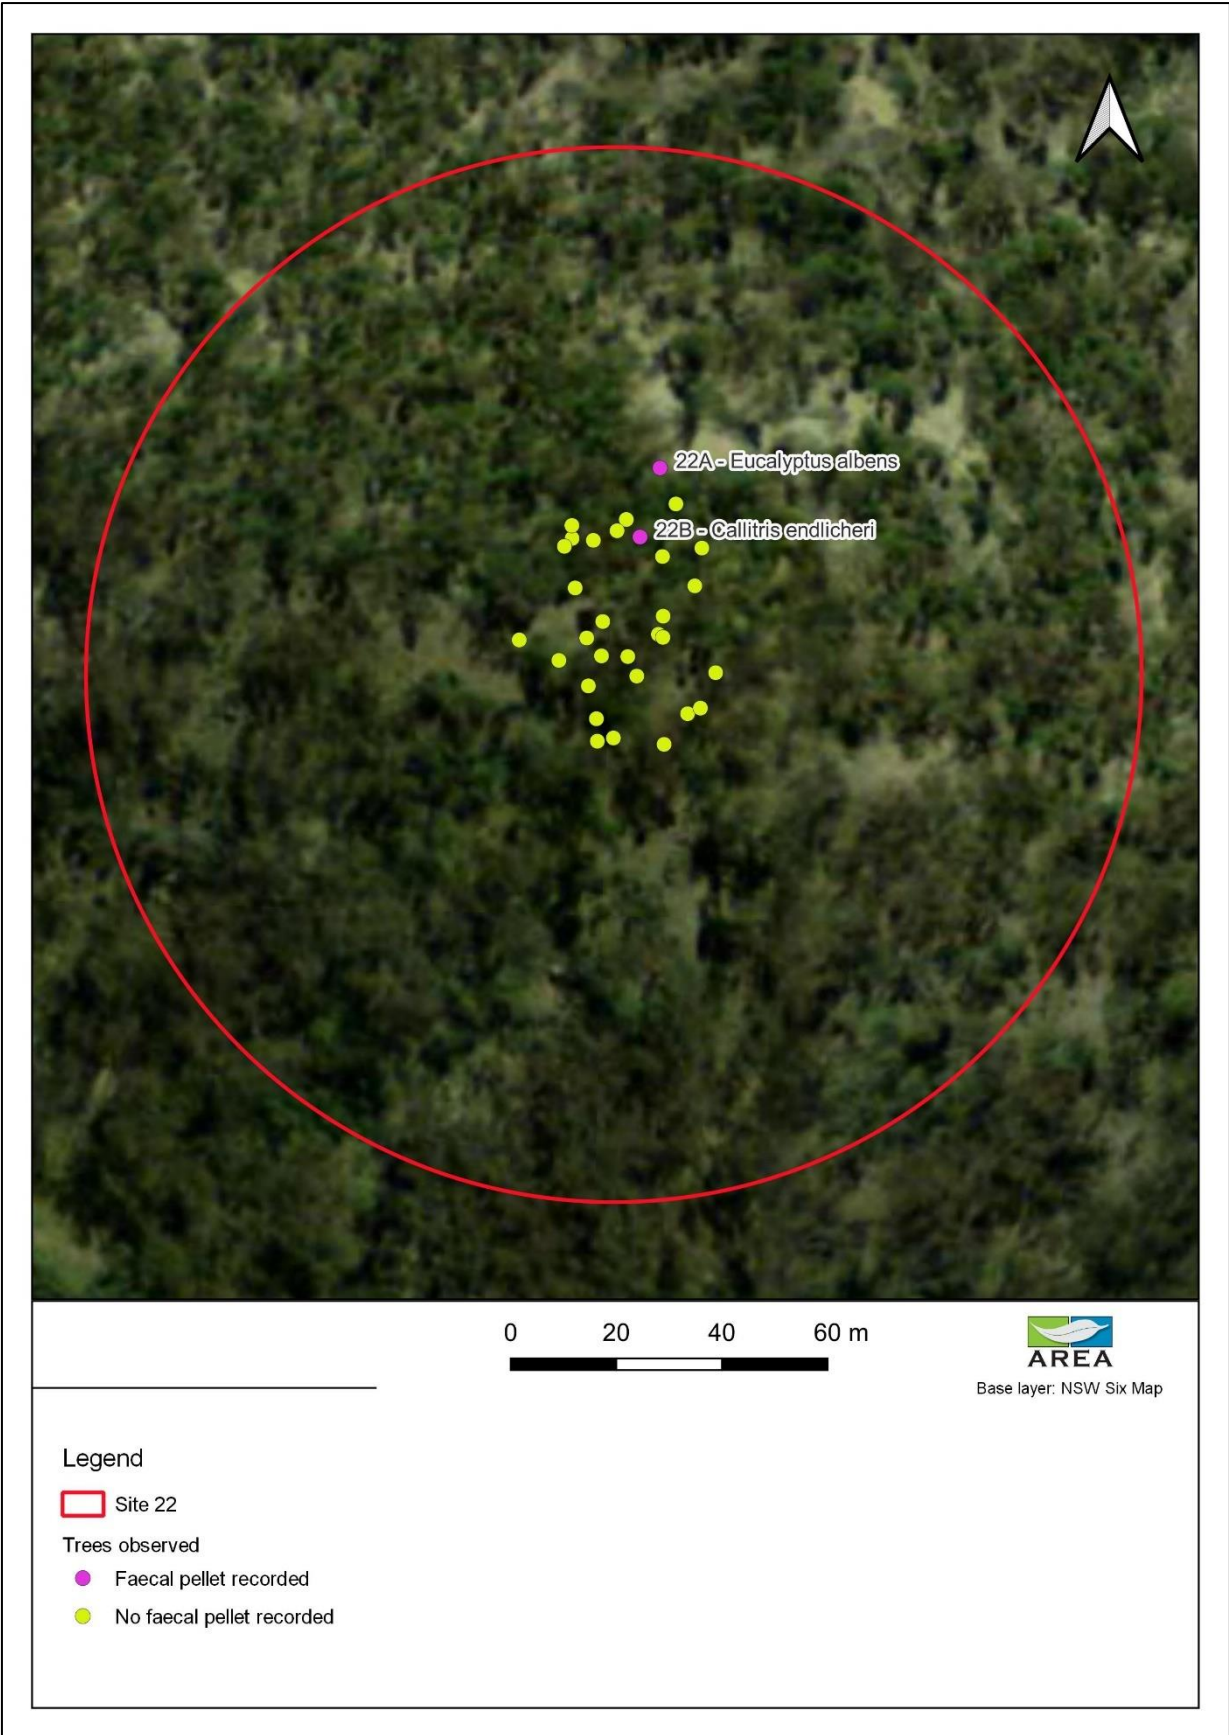 22A - Eucalyptus albens
22B - Callitris endlicheri
0 20 40 60 m
AREA
Base layer: NSW Six Map
Legend
Site 22
Trees observed
Faecal pellet recorded
No faecal pellet recorded